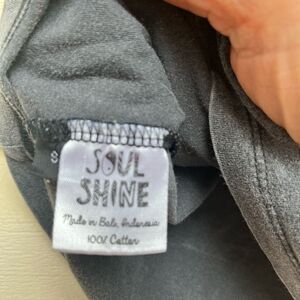 S
SOUL
SHINE
Made in Bali, Indonesia
100% Cotton